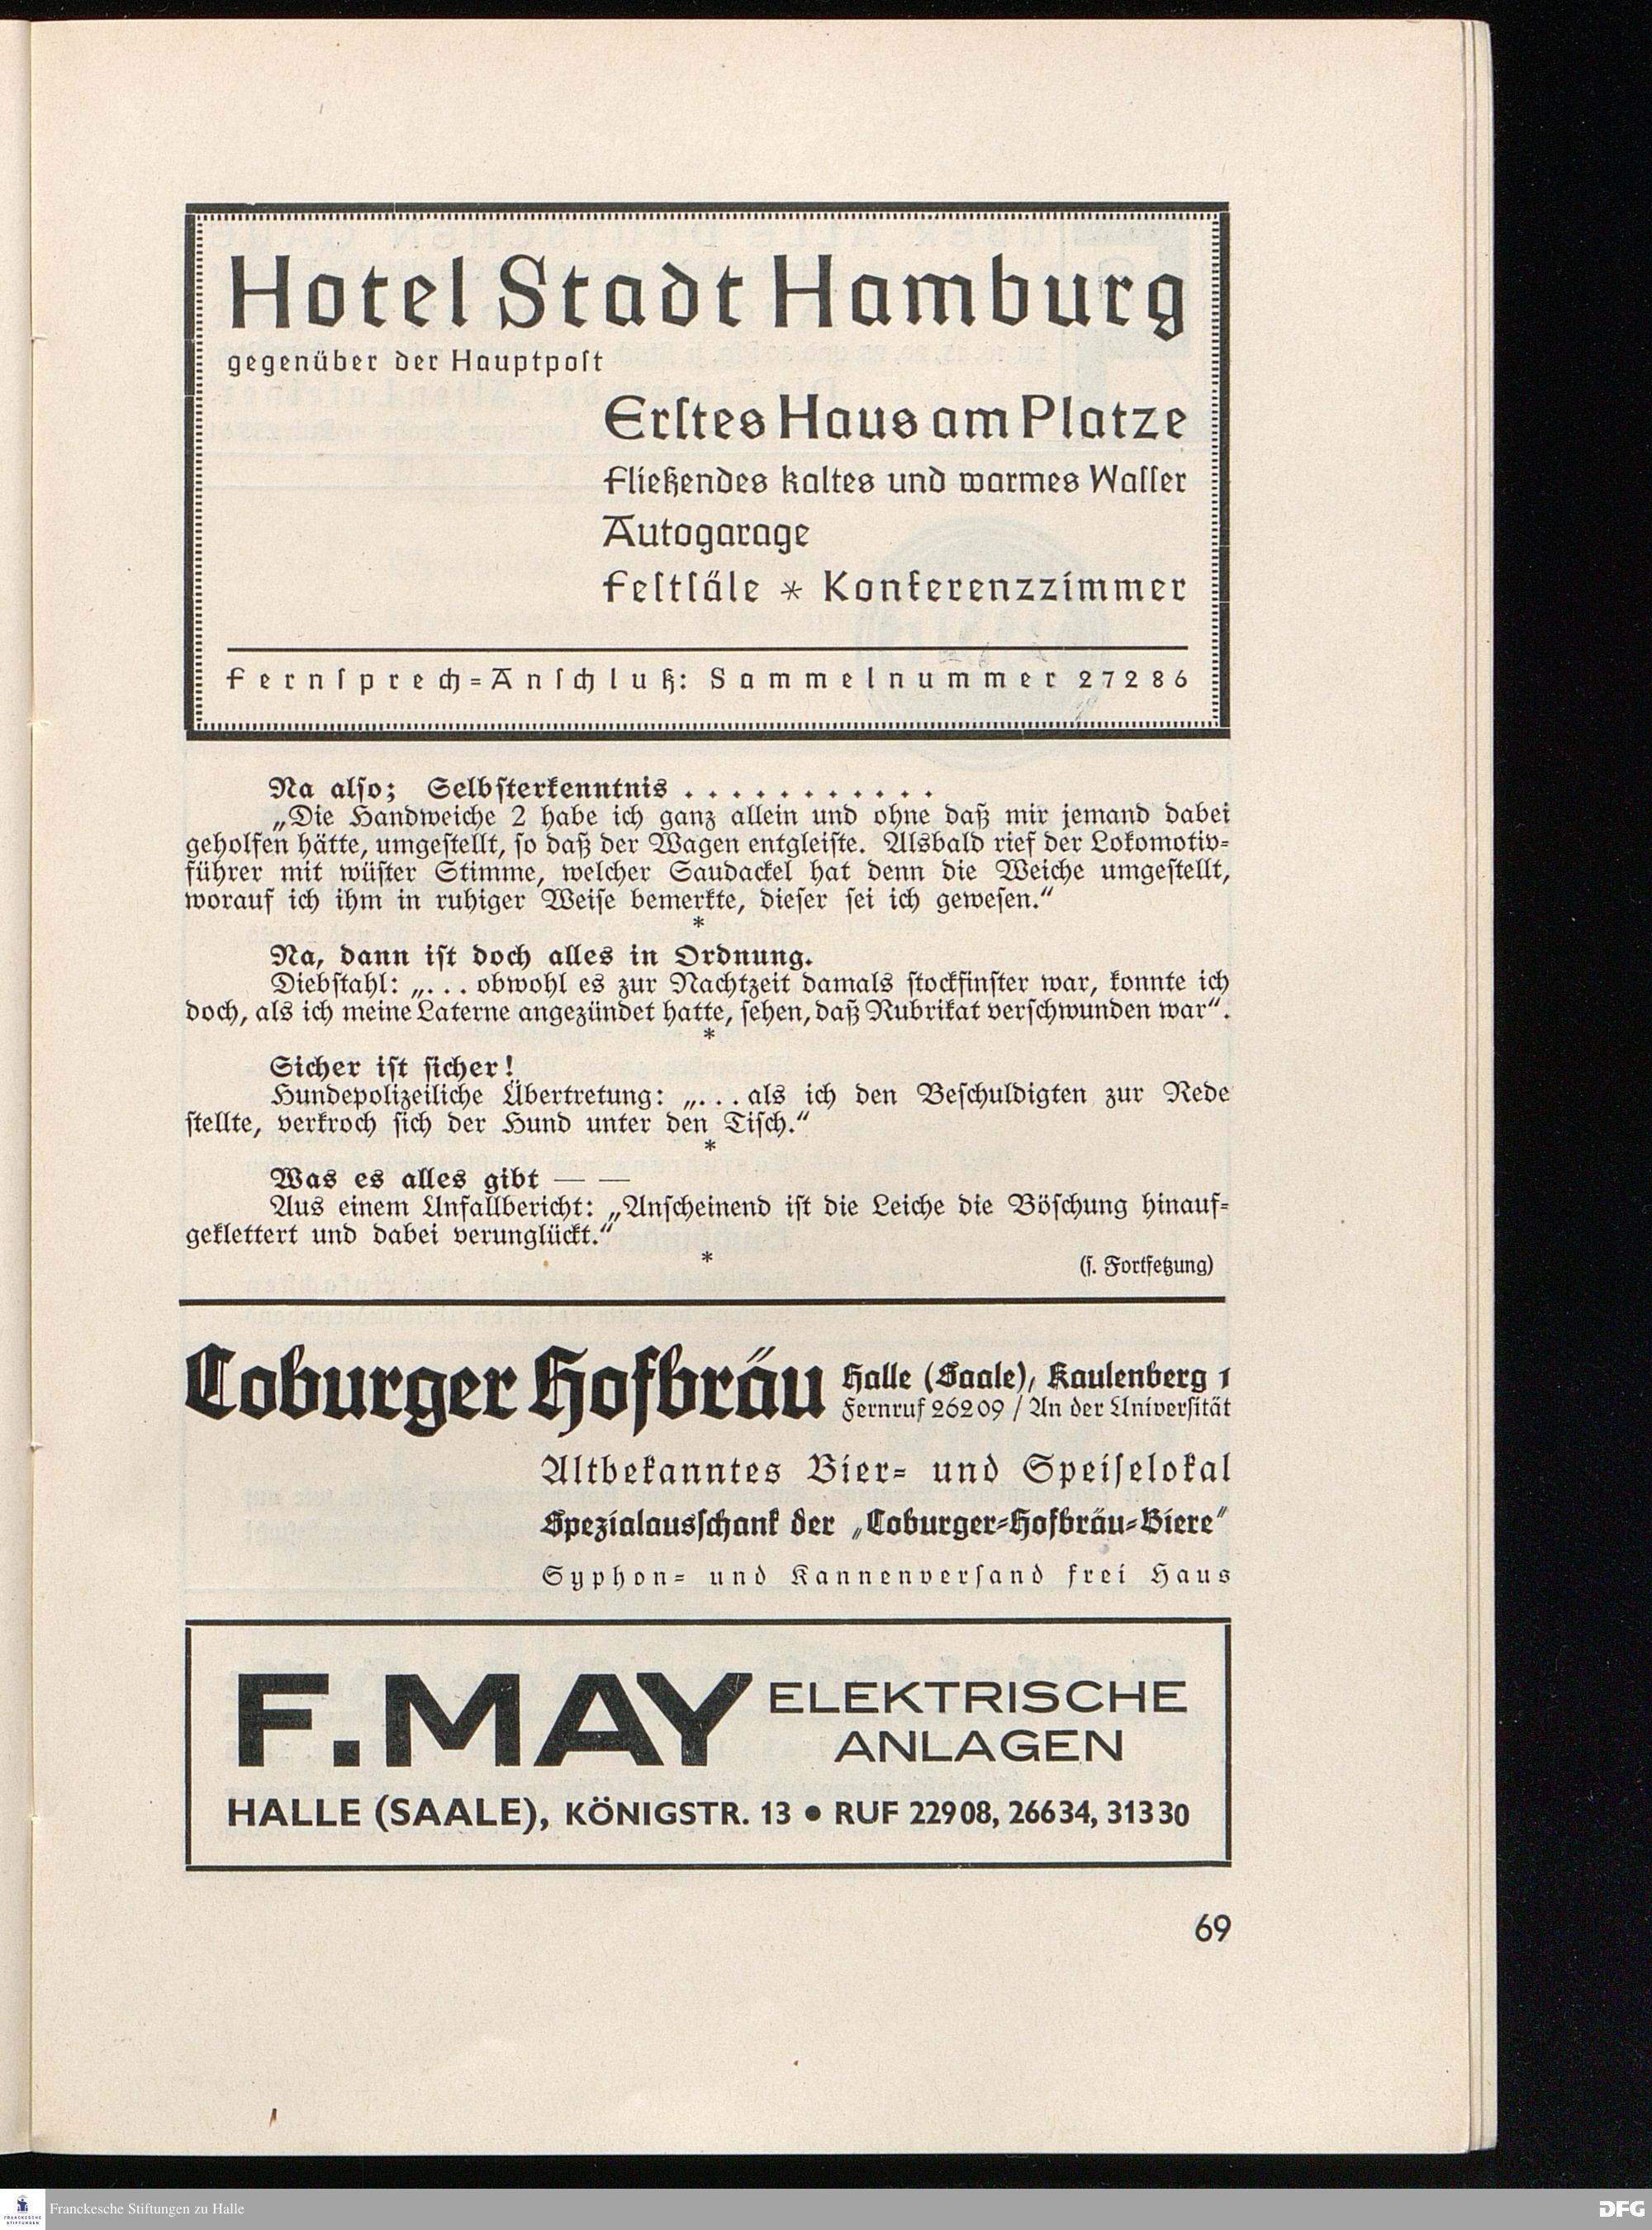 Hotel Stadt Hamburg
gegenüber der Hauptpost
Erstes Haus am Platze
Fließendes kaltes und warmes Wasser
Autogarage
Festsäle * Konferenzzimmer
Fernsprech-Anschluß: Sammelnummer 27286
Na also; Selbsterkenntnis . . . . . . . . . . .
„Die Handweiche 2 habe ich ganz allein und ohne daß mir jemand dabei
geholfen hätte, umgestellt, so daß der Wagen entgleiste. Alsbald rief der Lokomotiv-
führer mit wüster Stimme, welcher Saudackel hat denn die Weiche umgestellt,
worauf ich ihm in ruhiger Weise bemerkte, dieser sei ich gewesen.“
*
Na, dann ist doch alles in Ordnung.
Diebstahl: „. . . obwohl es zur Nachtzeit damals stockfinster war, konnte ich
doch, als ich meine Laterne angezündet hatte, sehen, daß Rubrikat verschwunden war“.
*
Sicher ist sicher!
Hundepolizeiliche Übertretung: „. . . als ich den Beschuldigten zur Rede
stellte, verkroch sich der Hund unter den Tisch.“
*
Was es alles gibt — —
Aus einem Unfallbericht: „Anscheinend ist die Leiche die Böschung hinauf-
geklettert und dabei verunglückt.“
*
(s. Fortsetzung)
Coburger Hofbräu Halle (Saale), Kaulenberg 1
Fernruf 26209 / An der Universität
Altbekanntes Bier- und Speiselokal
Spezialausschank der „Coburger-Hofbräu-Biere“
Syphon- und Kannenversand frei Haus
F. MAY ELEKTRISCHE
ANLAGEN
HALLE (SAALE), KÖNIGSTR. 13 ● RUF 22908, 26634, 31330
69
FRANCKESCHE
STIFTUNGEN
Franckesche Stiftungen zu Halle
DFG